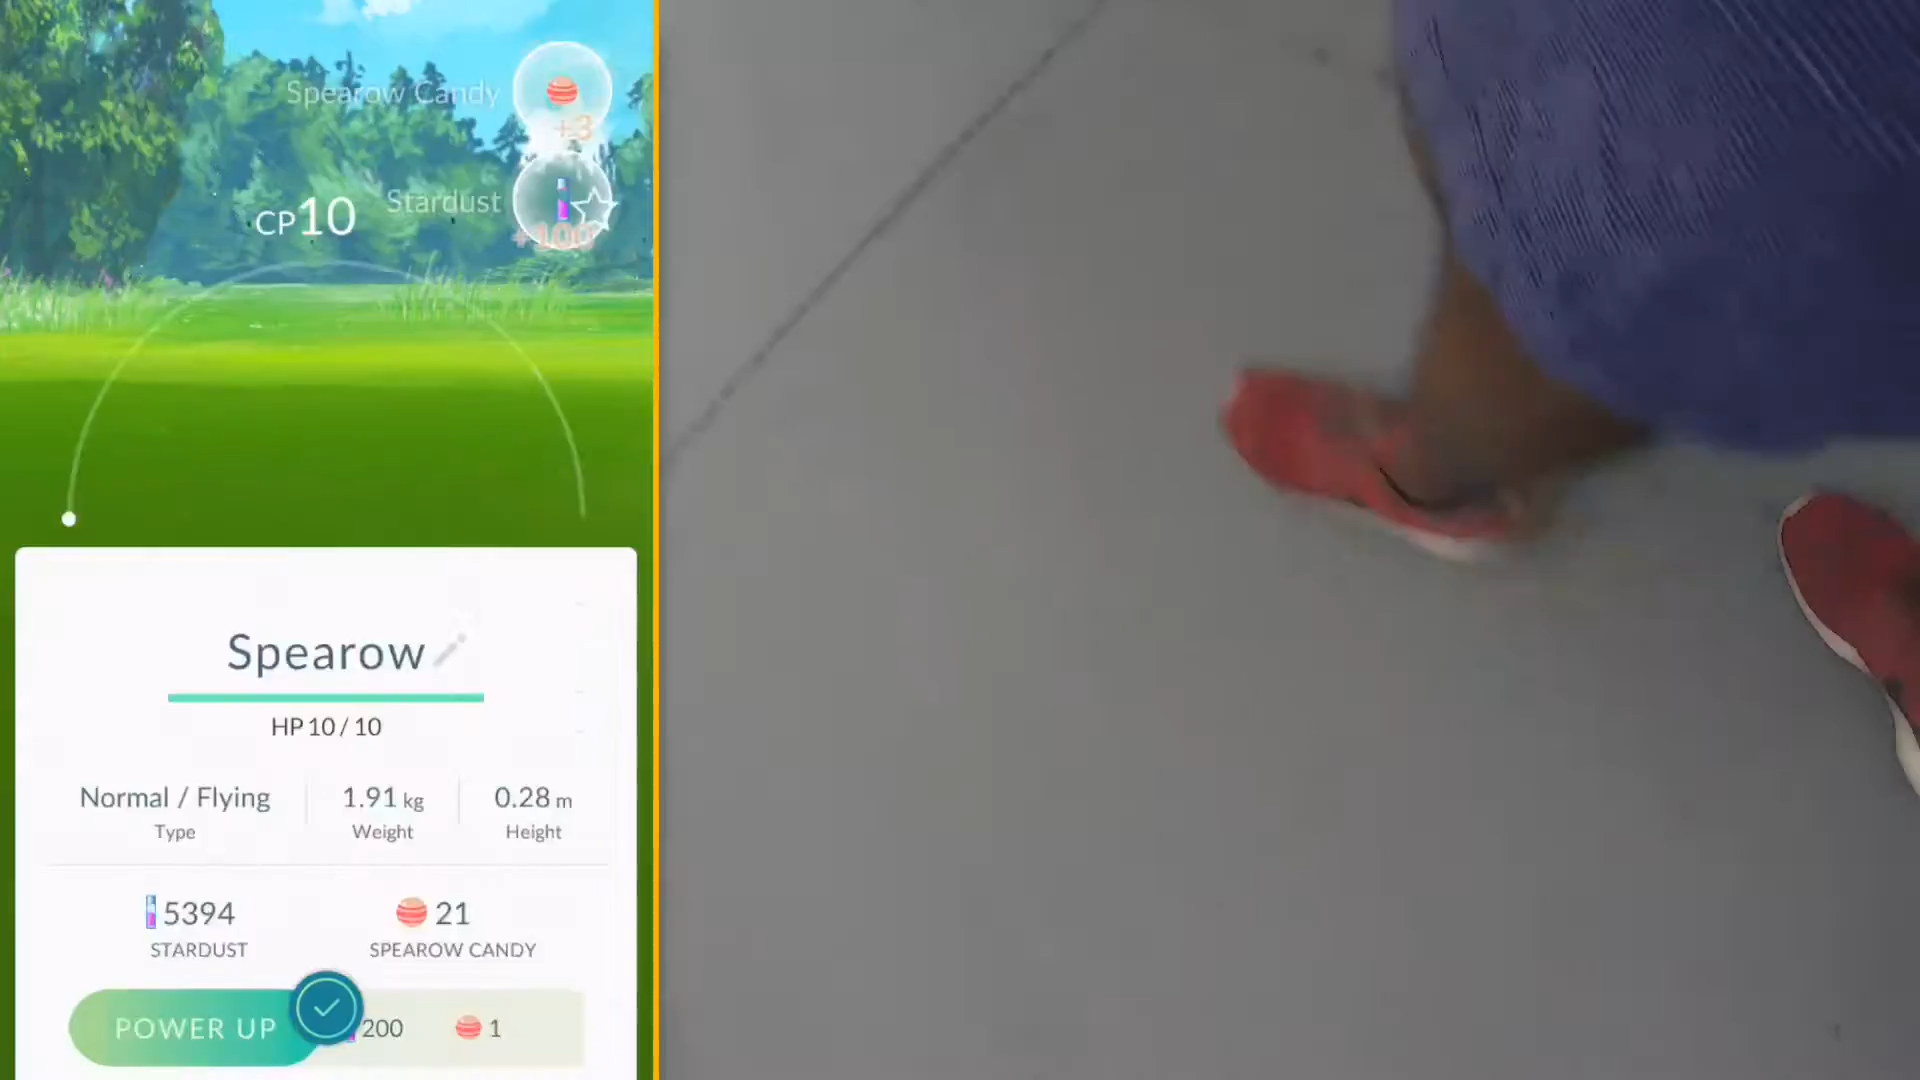 Spearow Candy
+3
Stardust
+100
CP10
Spearow
HP 10 / 10
Normal / Flying 1.91 kg 0.28 m
Type Weight Height
5394 21
STARDUST SPEAROW CANDY
POWER UP 200 1